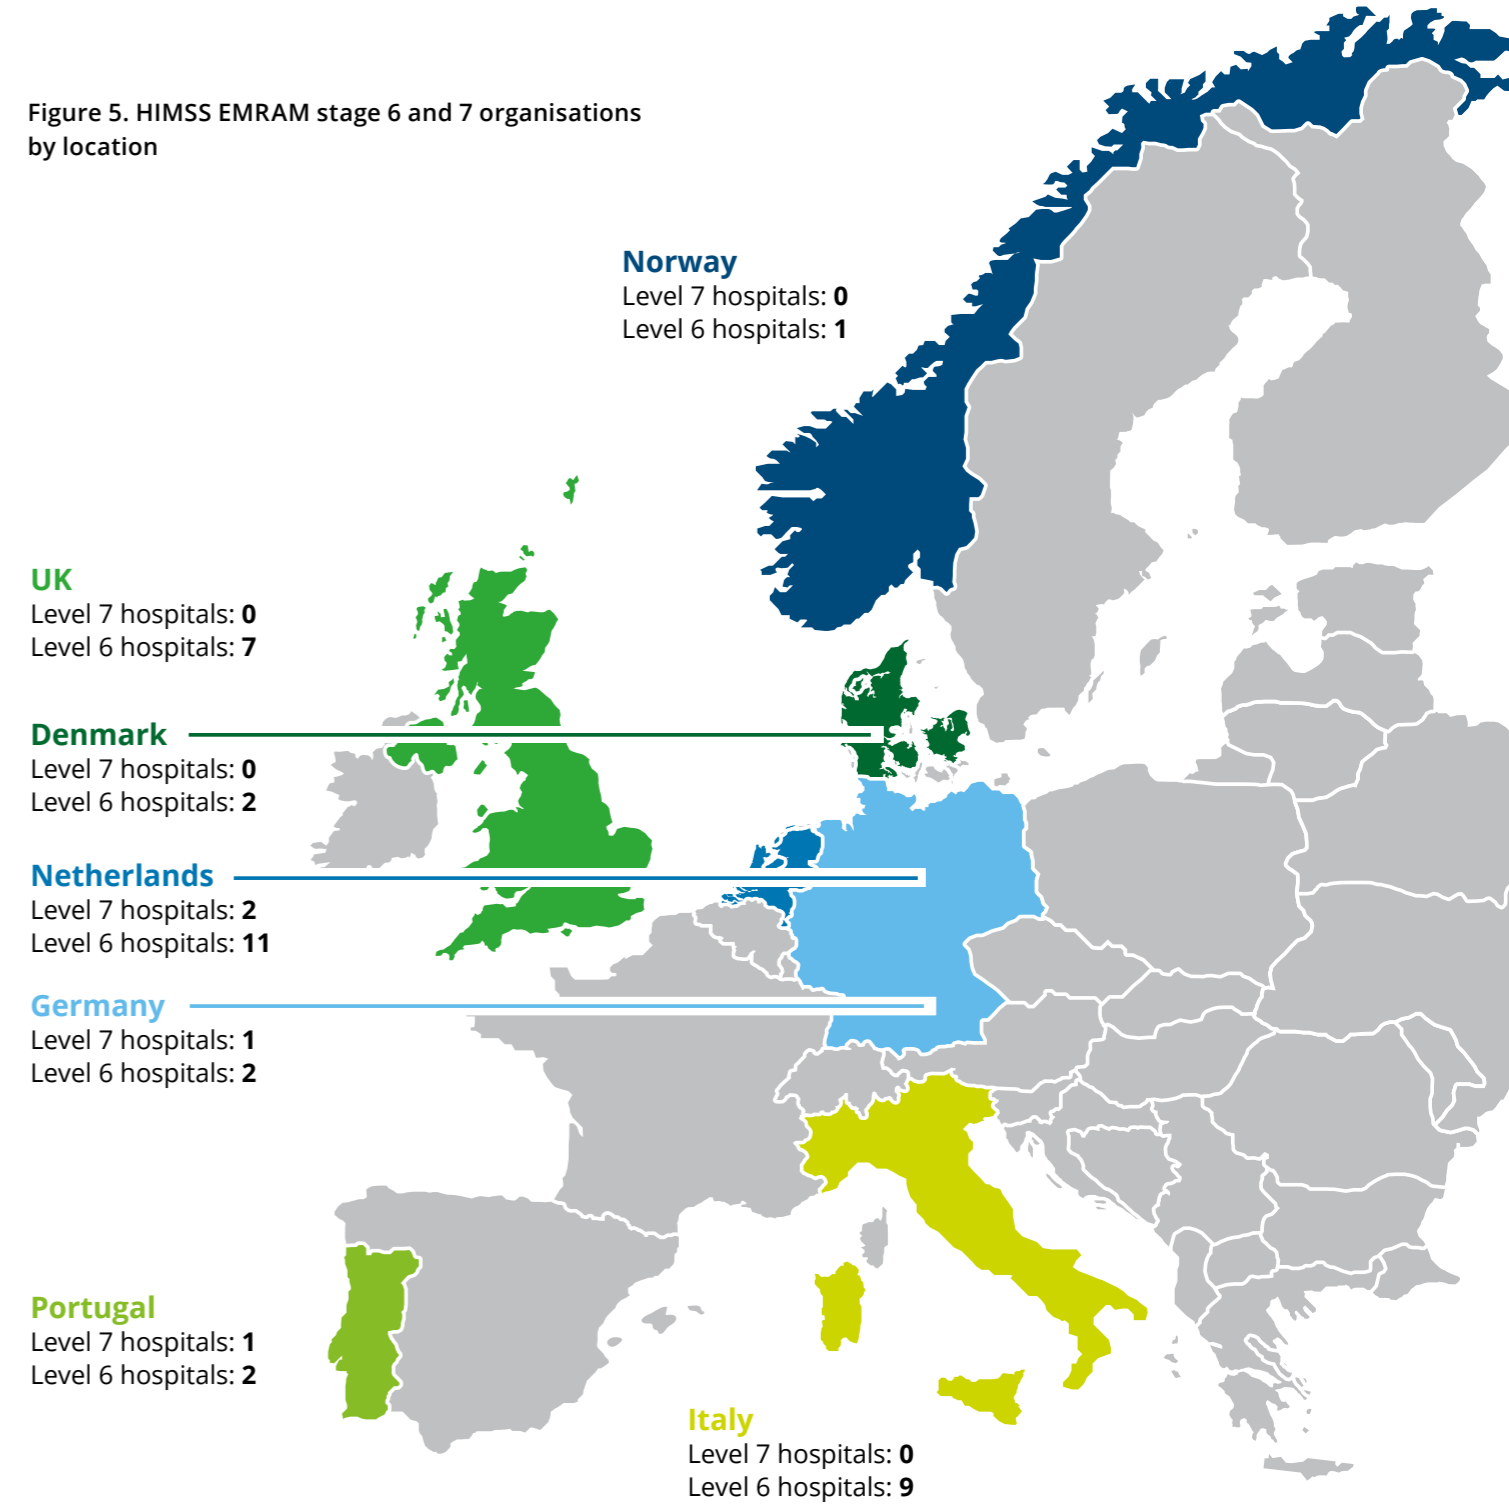 Figure 5. HIMSS EMRAM stage 6 and 7 organisations
by location
Norway
Level 7 hospitals: 0
Level 6 hospitals: 1
UK
Level 7 hospitals: 0
Level 6 hospitals: 7
Denmark
Level 7 hospitals: 0
Level 6 hospitals: 2
Netherlands
Level 7 hospitals: 2
Level 6 hospitals: 11
Germany
Level 7 hospitals: 1
Level 6 hospitals: 2
Portugal
Level 7 hospitals: 1
Level 6 hospitals: 2
Italy
Level 7 hospitals: 0
Level 6 hospitals: 9